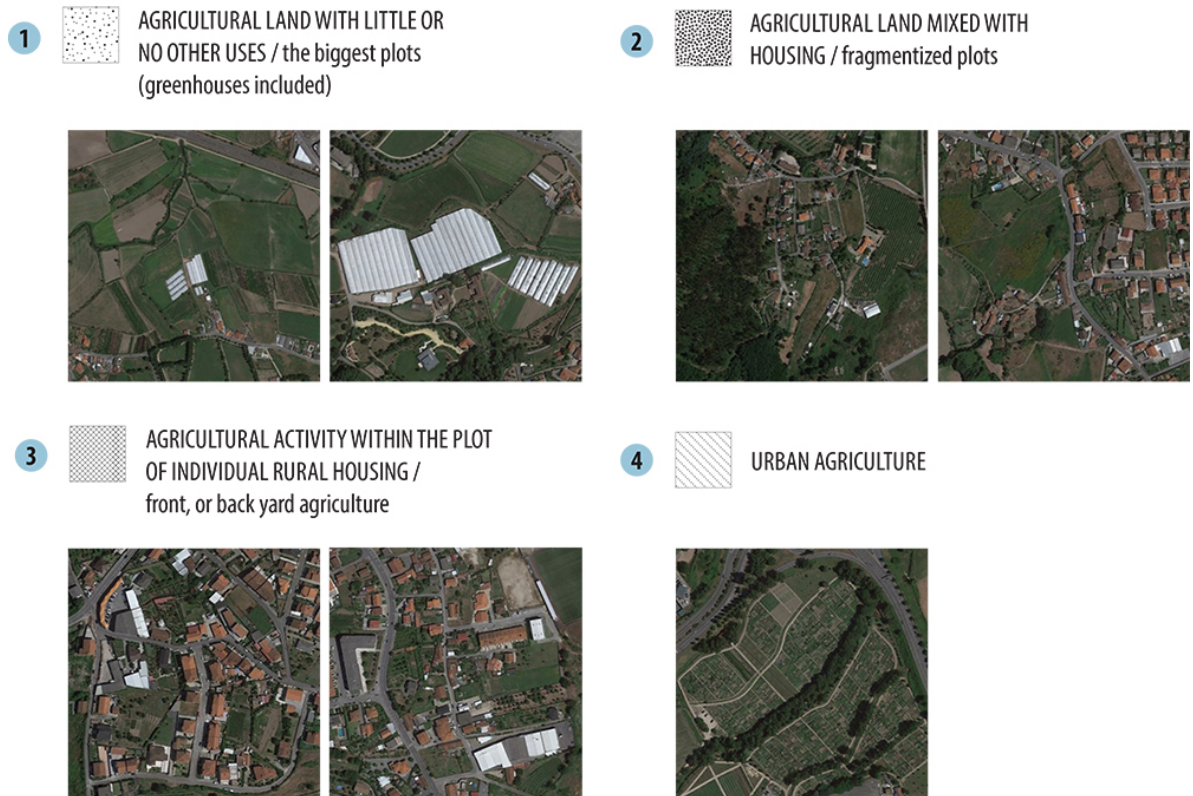 1
AGRICULTURAL LAND WITH LITTLE OR
NO OTHER USES / the biggest plots
(greenhouses included)
2
AGRICULTURAL LAND MIXED WITH
HOUSING / fragmentized plots
3
AGRICULTURAL ACTIVITY WITHIN THE PLOT
OF INDIVIDUAL RURAL HOUSING /
front, or back yard agriculture
4
URBAN AGRICULTURE